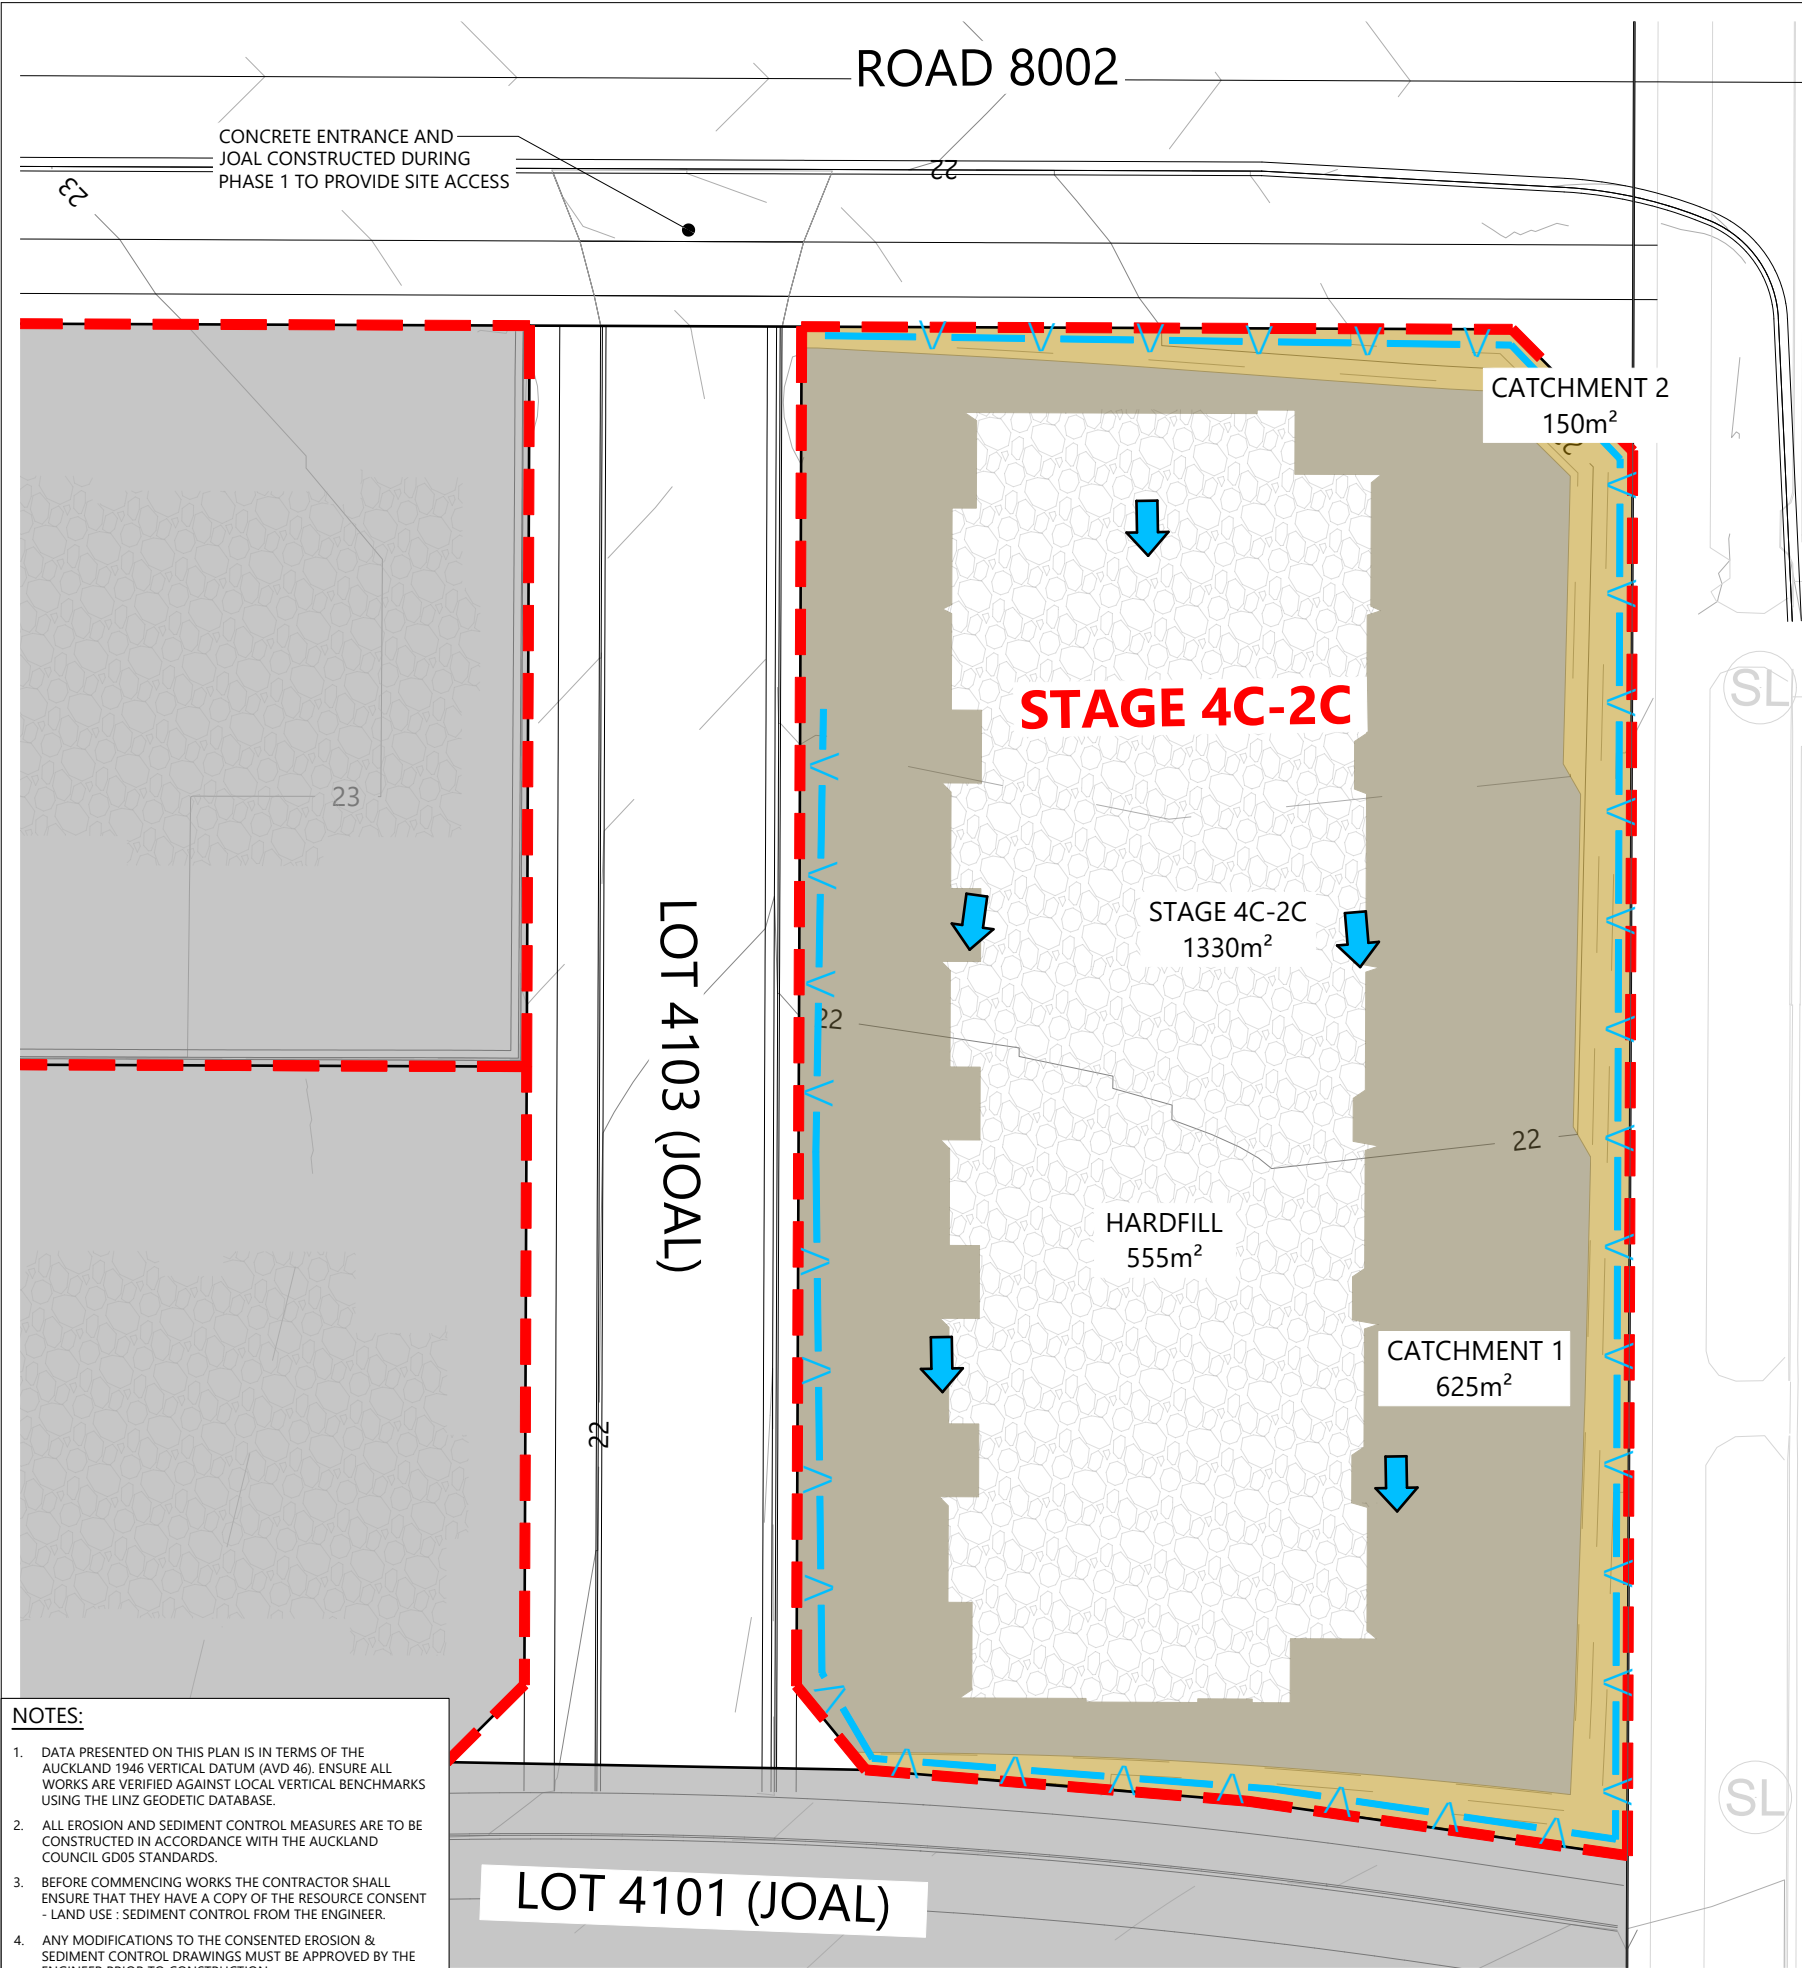 ROAD 8002
CONCRETE ENTRANCE AND
JOAL CONSTRUCTED DURING
PHASE 1 TO PROVIDE SITE ACCESS
22
23
CATCHMENT 2
150m²
SL
STAGE 4C-2C
23
STAGE 4C-2C
1330m²
LOT 4103 (JOAL)
22
22
HARDFILL
555m²
CATCHMENT 1
625m²
22
NOTES:
1. DATA PRESENTED ON THIS PLAN IS IN TERMS OF THE
AUCKLAND 1946 VERTICAL DATUM (AVD 46). ENSURE ALL
WORKS ARE VERIFIED AGAINST LOCAL VERTICAL BENCHMARKS
USING THE LINZ GEODETIC DATABASE.
2. ALL EROSION AND SEDIMENT CONTROL MEASURES ARE TO BE
CONSTRUCTED IN ACCORDANCE WITH THE AUCKLAND
COUNCIL GD05 STANDARDS.
3. BEFORE COMMENCING WORKS THE CONTRACTOR SHALL
ENSURE THAT THEY HAVE A COPY OF THE RESOURCE CONSENT
- LAND USE : SEDIMENT CONTROL FROM THE ENGINEER.
4. ANY MODIFICATIONS TO THE CONSENTED EROSION &
SEDIMENT CONTROL DRAWINGS MUST BE APPROVED BY THE
ENGINEER PRIOR TO CONSTRUCTION.
SL
LOT 4101 (JOAL)